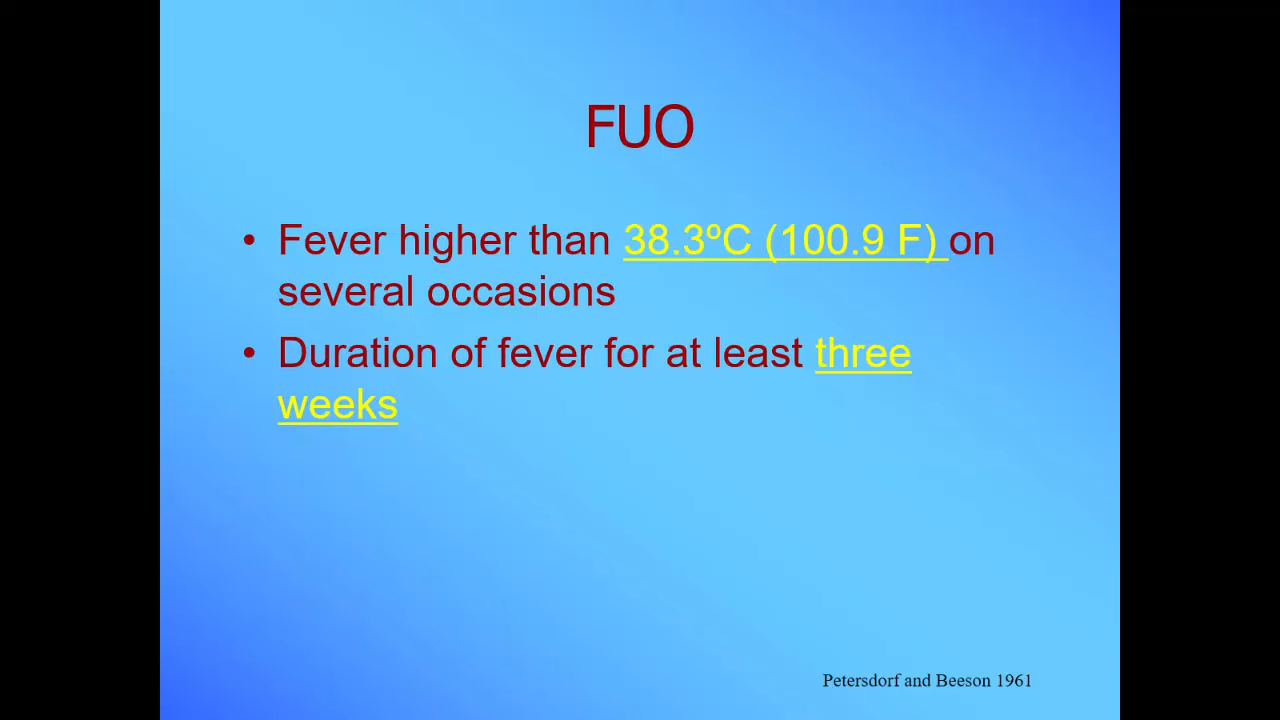 FUO
• Fever higher than 38.3ºC (100.9 F) on
several occasions
• Duration of fever for at least three
weeks
Petersdorf and Beeson 1961